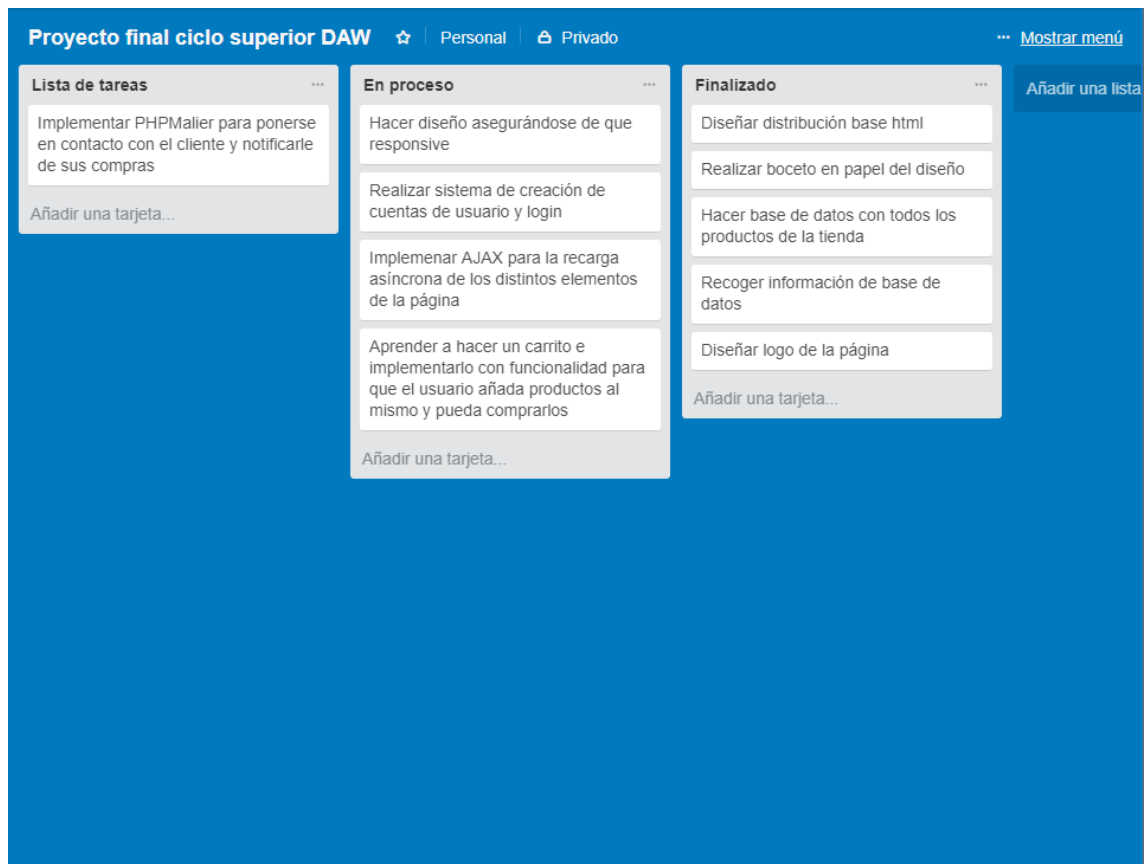 Proyecto final ciclo superior DAW Personal Privado ··· Mostrar menú
Lista de tareas ···
Implementar PHPMalier para ponerse
en contacto con el cliente y notificarle
de sus compras
Añadir una tarjeta...
En proceso ···
Hacer diseño asegurándose de que
responsive
Realizar sistema de creación de
cuentas de usuario y login
Implemenar AJAX para la recarga
asíncrona de los distintos elementos
de la página
Aprender a hacer un carrito e
implementarlo con funcionalidad para
que el usuario añada productos al
mismo y pueda comprarlos
Añadir una tarjeta...
Finalizado ···
Diseñar distribución base html
Realizar boceto en papel del diseño
Hacer base de datos con todos los
productos de la tienda
Recoger información de base de
datos
Diseñar logo de la página
Añadir una tarjeta...
Añadir una lista